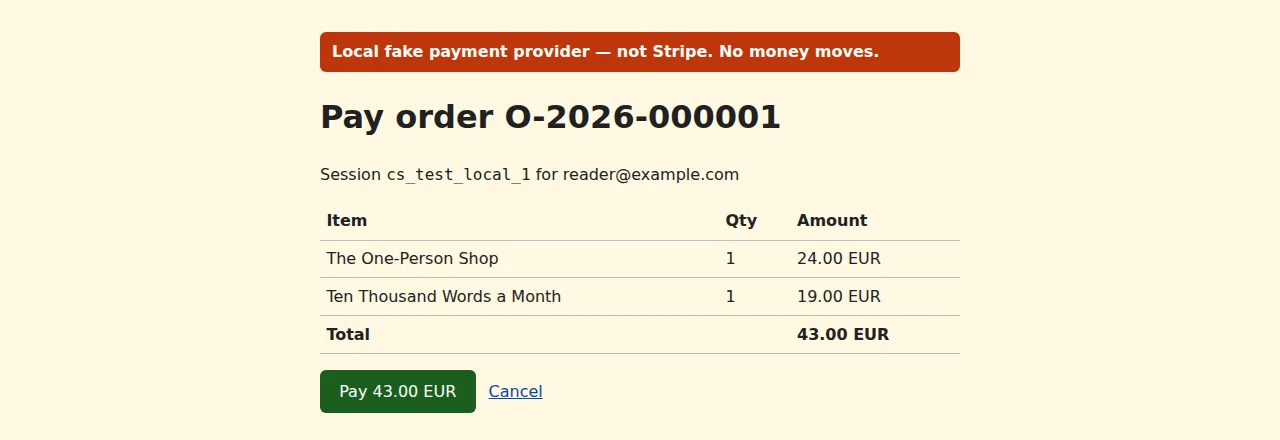 Local fake payment provider — not Stripe. No money moves.
Pay order O-2026-000001
Session cs_test_local_1 for reader@example.com
Item Qty Amount
The One-Person Shop 1 24.00 EUR
Ten Thousand Words a Month 1 19.00 EUR
Total 43.00 EUR
Pay 43.00 EUR Cancel